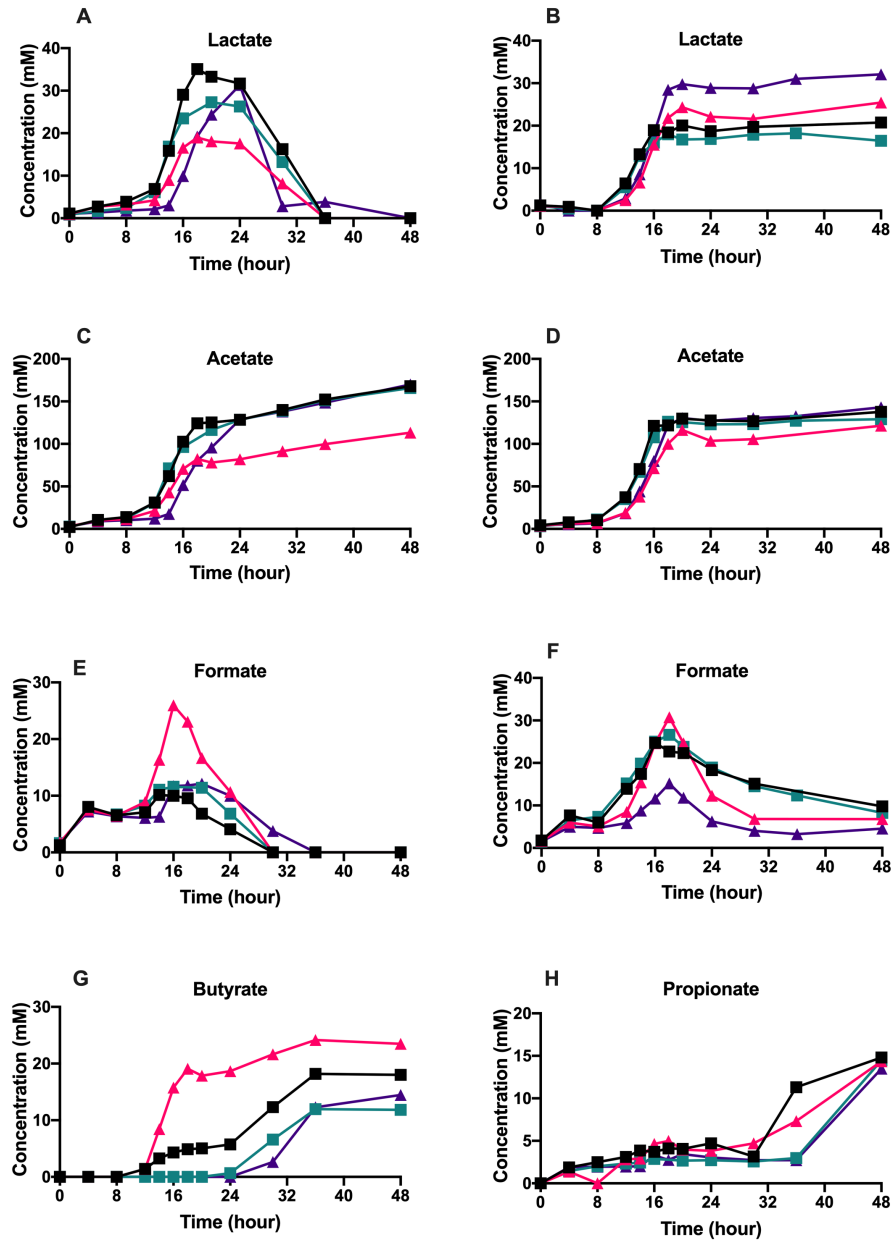 A
Lactate
Concentration (mM)
40
30
20
10
0
0 8 16 24 32 40 48
Time (hour)
B
Lactate
Concentration (mM)
40
30
20
10
0
0 8 16 24 32 40 48
Time (hour)
C
Acetate
Concentration (mM)
200
150
100
50
0
0 8 16 24 32 40 48
Time (hour)
D
Acetate
Concentration (mM)
200
150
100
50
0
0 8 16 24 32 40 48
Time (hour)
E
Formate
Concentration (mM)
30
20
10
0
0 8 16 24 32 40 48
Time (hour)
F
Formate
Concentration (mM)
40
30
20
10
0
0 8 16 24 32 40 48
Time (hour)
G
Butyrate
Concentration (mM)
30
20
10
0
0 8 16 24 32 40 48
Time (hour)
H
Propionate
Concentration (mM)
20
15
10
5
0
0 8 16 24 32 40 48
Time (hour)